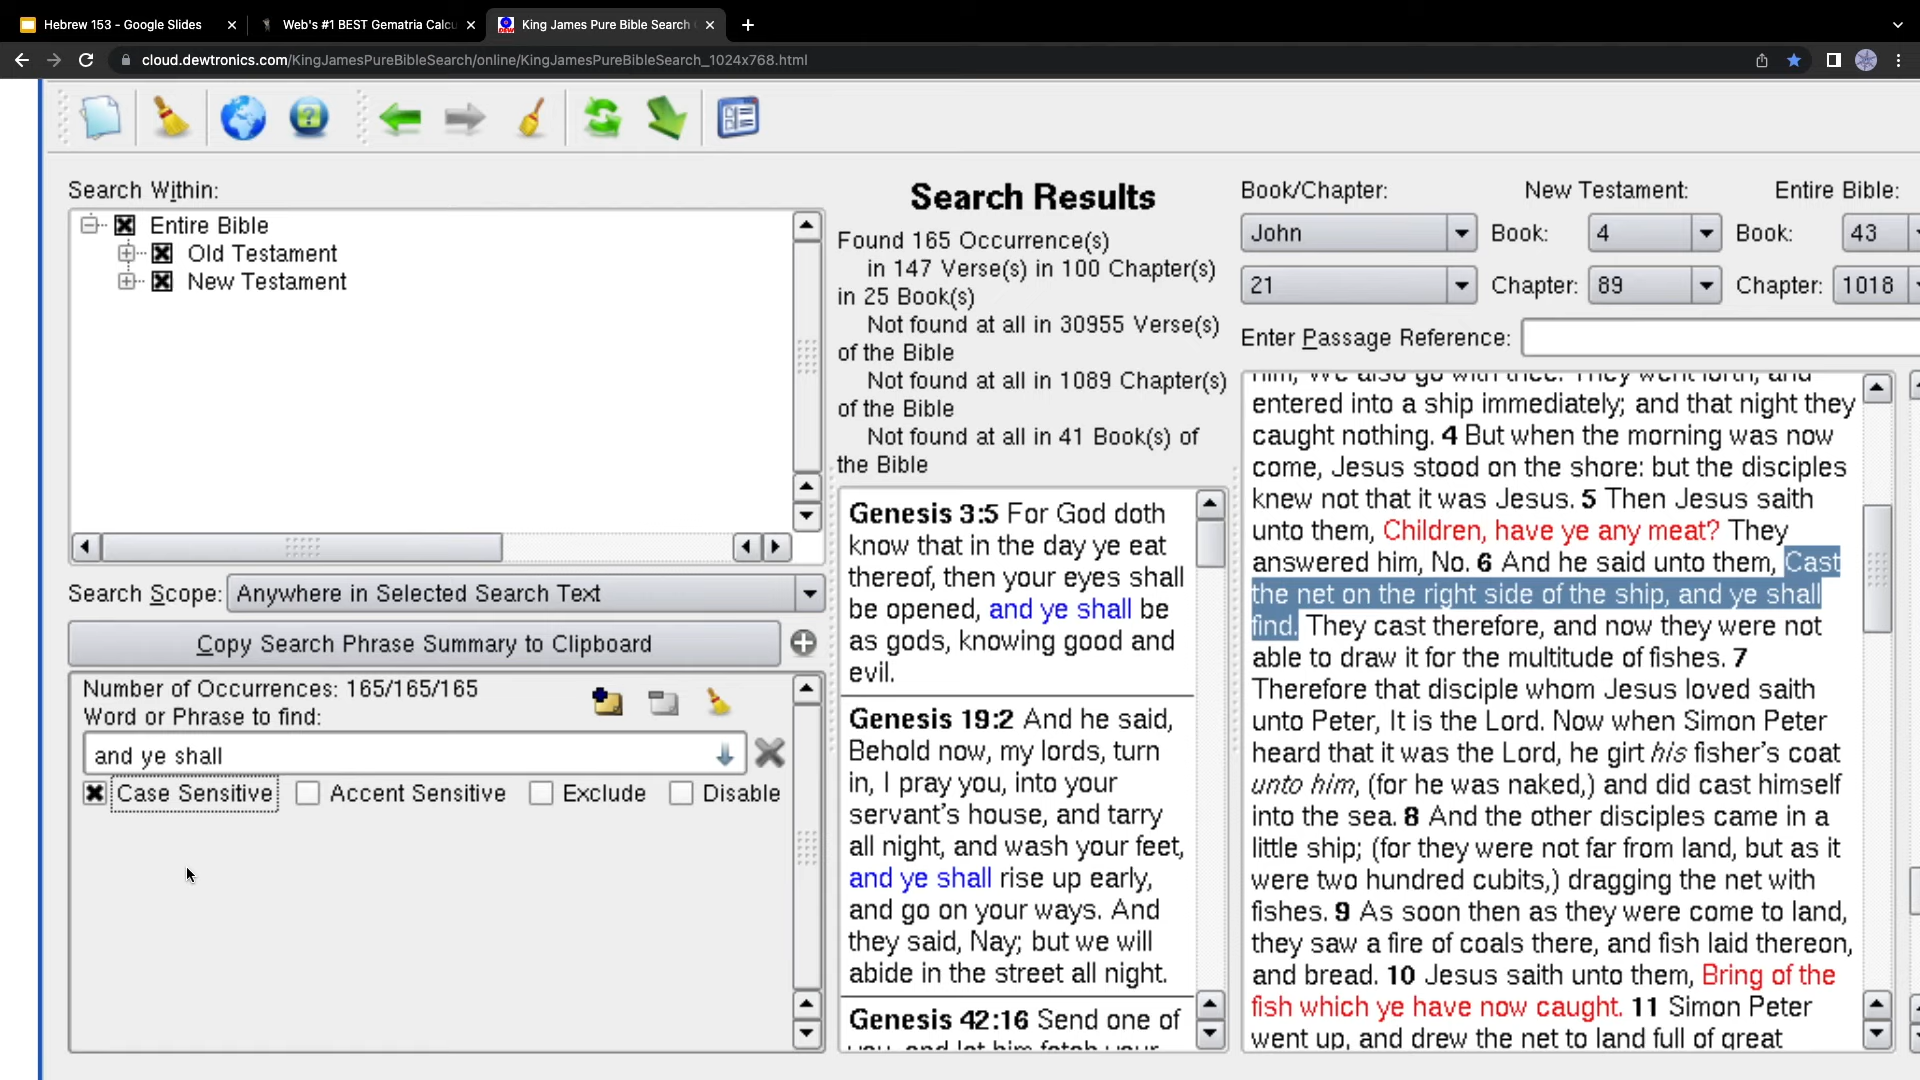 Hebrew 153 - Google Slides
Web's #1 BEST Gematria Calcu
King James Pure Bible Search
cloud.dewtronics.com/KingJamesPureBibleSearch/online/KingJamesPureBibleSearch_1024x768.html
Search Within:
Entire Bible
Old Testament
New Testament
Search Scope: Anywhere in Selected Search Text
Copy Search Phrase Summary to Clipboard
Number of Occurrences: 165/165/165
Word or Phrase to find:
and ye shall
Case Sensitive Accent Sensitive Exclude Disable
Search Results
Found 165 Occurrence(s)
in 147 Verse(s) in 100 Chapter(s)
in 25 Book(s)
Not found at all in 30955 Verse(s)
of the Bible
Not found at all in 1089 Chapter(s)
of the Bible
Not found at all in 41 Book(s) of
the Bible
Genesis 3:5 For God doth
know that in the day ye eat
thereof, then your eyes shall
be opened, and ye shall be
as gods, knowing good and
evil.
Genesis 19:2 And he said,
Behold now, my lords, turn
in, I pray you, into your
servant's house, and tarry
all night, and wash your feet,
and ye shall rise up early,
and go on your ways. And
they said, Nay; but we will
abide in the street all night.
Genesis 42:16 Send one of
you, and let him fetch your
Book/Chapter: New Testament: Entire Bible:
John Book: 4 Book: 43
21 Chapter: 89 Chapter: 1018
Enter Passage Reference:
him, We also go with thee. They went forth, and
entered into a ship immediately; and that night they
caught nothing. 4 But when the morning was now
come, Jesus stood on the shore: but the disciples
knew not that it was Jesus. 5 Then Jesus saith
unto them, Children, have ye any meat? They
answered him, No. 6 And he said unto them, Cast
the net on the right side of the ship, and ye shall
find. They cast therefore, and now they were not
able to draw it for the multitude of fishes. 7
Therefore that disciple whom Jesus loved saith
unto Peter, It is the Lord. Now when Simon Peter
heard that it was the Lord, he girt his fisher's coat
unto him, (for he was naked,) and did cast himself
into the sea. 8 And the other disciples came in a
little ship; (for they were not far from land, but as it
were two hundred cubits,) dragging the net with
fishes. 9 As soon then as they were come to land,
they saw a fire of coals there, and fish laid thereon,
and bread. 10 Jesus saith unto them, Bring of the
fish which ye have now caught. 11 Simon Peter
went up, and drew the net to land full of great